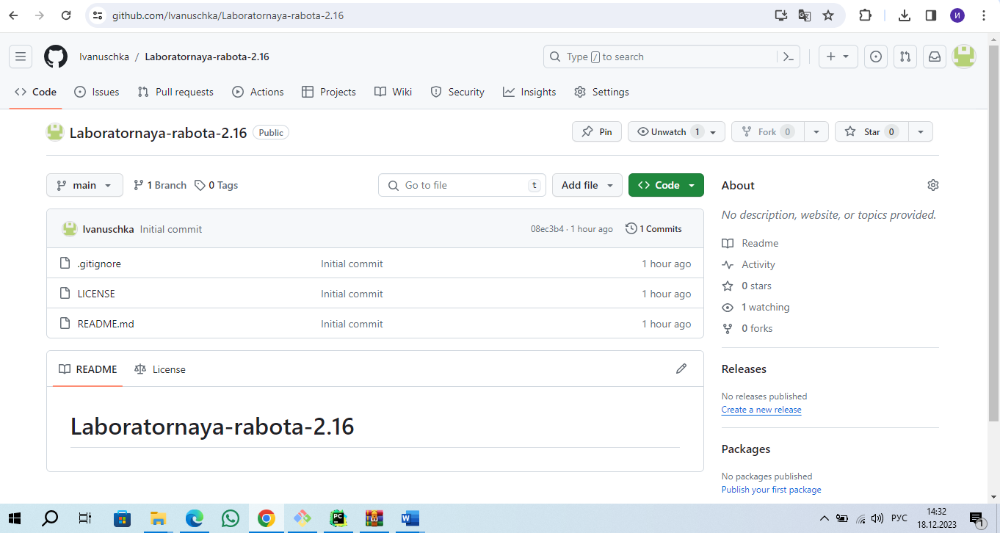 github.com/Ivanuschka/Laboratornaya-rabota-2.16
И
Ivanuschka / Laboratornaya-rabota-2.16
Type / to search
Code Issues Pull requests Actions Projects Wiki Security Insights Settings
Laboratornaya-rabota-2.16 Public
Pin Unwatch 1 Fork 0 Star 0
main 1 Branch 0 Tags Go to file t Add file Code
Ivanuschka Initial commit 08ec3b4 · 1 hour ago 1 Commits
.gitignore Initial commit 1 hour ago
LICENSE Initial commit 1 hour ago
README.md Initial commit 1 hour ago
README License
Laboratornaya-rabota-2.16
About
No description, website, or topics provided.
Readme
Activity
0 stars
1 watching
0 forks
Releases
No releases published
Create a new release
Packages
No packages published
Publish your first package
PC
W
РУС
14:32
18.12.2023
1